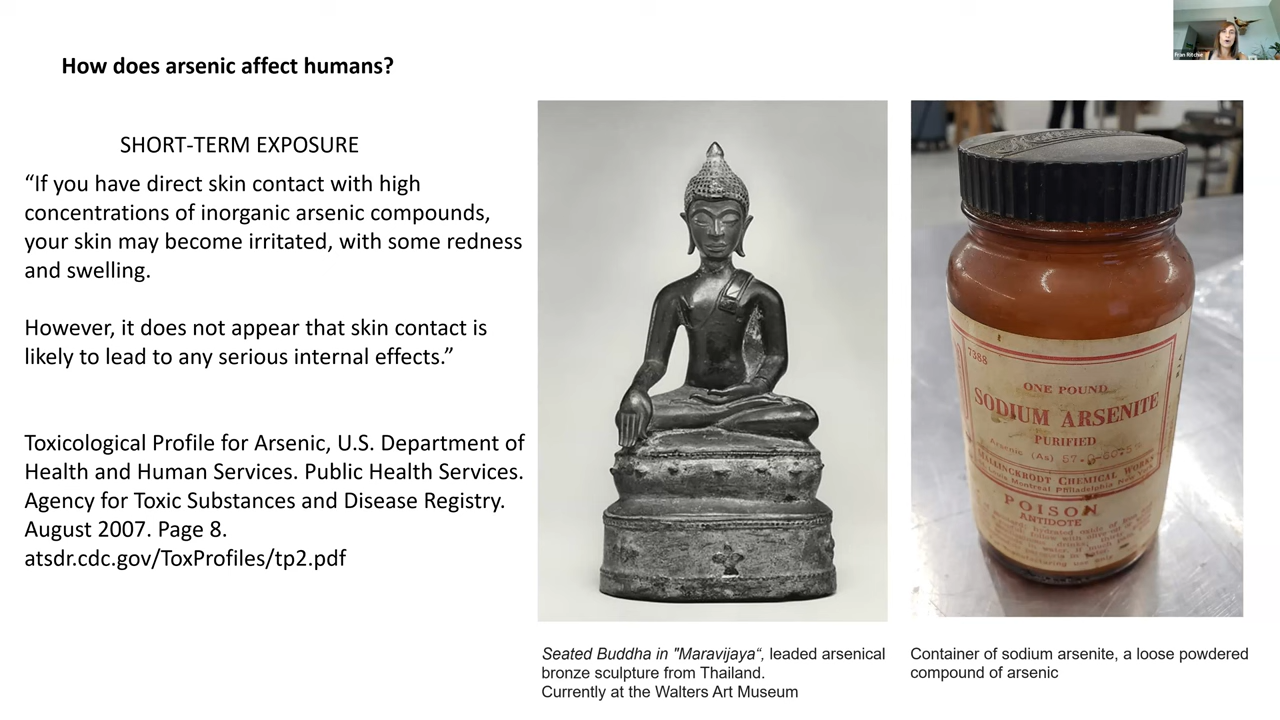 Fran Ritchie
How does arsenic affect humans?
SHORT-TERM EXPOSURE
“If you have direct skin contact with high
concentrations of inorganic arsenic compounds,
your skin may become irritated, with some redness
and swelling.
However, it does not appear that skin contact is
likely to lead to any serious internal effects.”
Toxicological Profile for Arsenic, U.S. Department of
Health and Human Services. Public Health Services.
Agency for Toxic Substances and Disease Registry.
August 2007. Page 8.
atsdr.cdc.gov/ToxProfiles/tp2.pdf
Seated Buddha in "Maravijaya“, leaded arsenical
bronze sculpture from Thailand.
Currently at the Walters Art Museum
7388
ONE POUND
SODIUM ARSENITE
PURIFIED
Arsenic (As)
MALLINCKRODT CHEMICAL WORKS
Montreal Philadelphia New York
POISON
ANTIDOTE
Container of sodium arsenite, a loose powdered
compound of arsenic